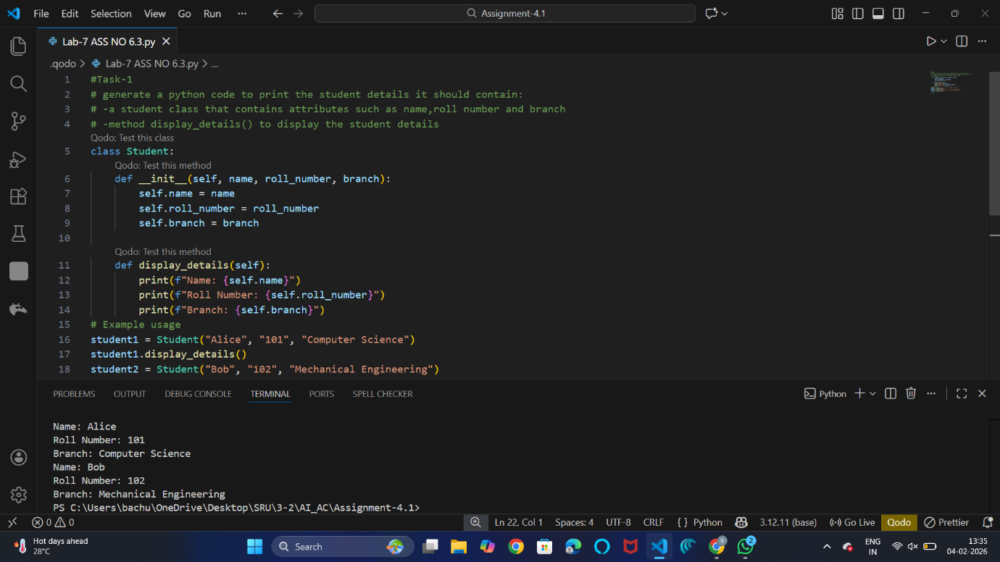 File Edit Selection View Go Run ···
Assignment-4.1
Lab-7 ASS NO 6.3.py
.qodo > Lab-7 ASS NO 6.3.py > ...
1 #Task-1
2 # generate a python code to print the student details it should contain:
3 # -a student class that contains attributes such as name,roll number and branch
4 # -method display_details() to display the student details
Qodo: Test this class
5 class Student:
Qodo: Test this method
6 def __init__(self, name, roll_number, branch):
7 self.name = name
8 self.roll_number = roll_number
9 self.branch = branch
10
Qodo: Test this method
11 def display_details(self):
12 print(f"Name: {self.name}")
13 print(f"Roll Number: {self.roll_number}")
14 print(f"Branch: {self.branch}")
15 # Example usage
16 student1 = Student("Alice", "101", "Computer Science")
17 student1.display_details()
18 student2 = Student("Bob", "102", "Mechanical Engineering")
PROBLEMS OUTPUT DEBUG CONSOLE TERMINAL PORTS SPELL CHECKER
Python
Name: Alice
Roll Number: 101
Branch: Computer Science
Name: Bob
Roll Number: 102
Branch: Mechanical Engineering
PS C:\Users\bachu\OneDrive\Desktop\SRU\3-2\AI_AC\Assignment-4.1>
0 0 Ln 22, Col 1 Spaces: 4 UTF-8 CRLF { } Python 3.12.11 (base) Go Live Qodo Prettier
Hot days ahead
28°C
Search
B
2
ENG
IN
13:35
04-02-2026